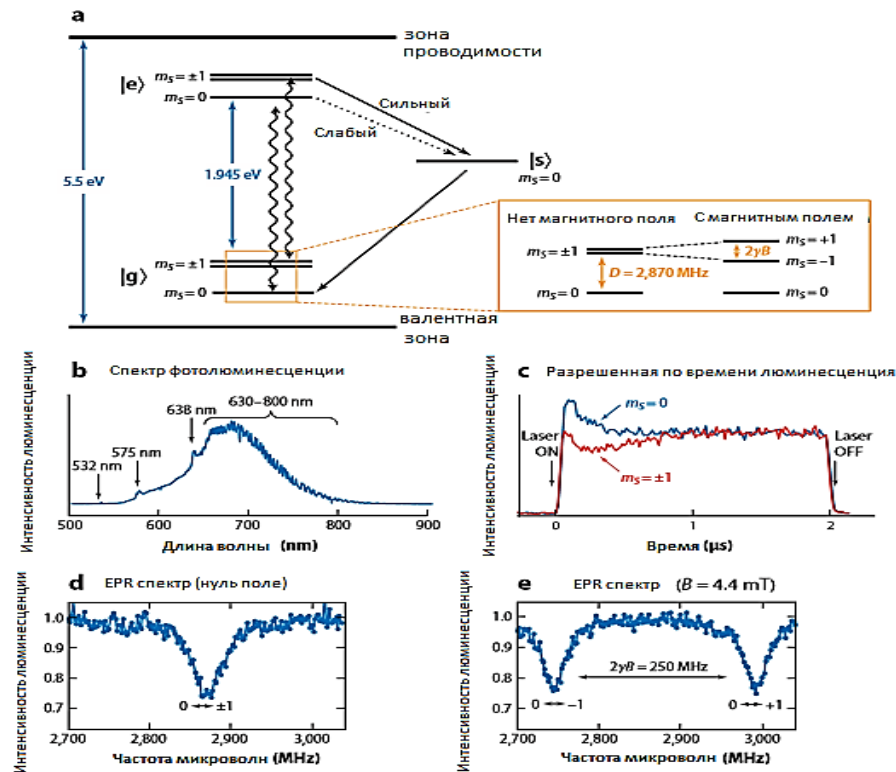 a
зона
проводимости
|e⟩
mS = ±1
mS = 0
Сильный
Слабый
|s⟩
mS = 0
5.5 eV
1.945 eV
Нет магнитного поля
С магнитным полем
mS = ±1
mS = +1
2γB
mS = −1
D = 2,870 MHz
mS = 0
mS = 0
|g⟩
mS = ±1
mS = 0
валентная
зона
b
Спектр фотолюминесценции
Интенсивность люминесценции
532 nm
575 nm
638 nm
630–800 nm
500
600
700
800
900
Длина волны (nm)
c
Разрешенная по времени люминесценция
Интенсивность люминесценции
Laser
ON
mS = 0
mS = ±1
Laser
OFF
0
1
2
Время (μs)
d
EPR спектр (нуль поле)
Интенсивность люминесценции
1.0
0.9
0.8
0.7
0
±1
2,700
2,800
2,900
3,000
Частота микроволн (MHz)
e
EPR спектр (B = 4.4 mT)
Интенсивность люминесценции
1.0
0.9
0.8
0.7
2γB = 250 MHz
0
−1
0
+1
2,700
2,800
2,900
3,000
Частота микроволн (MHz)